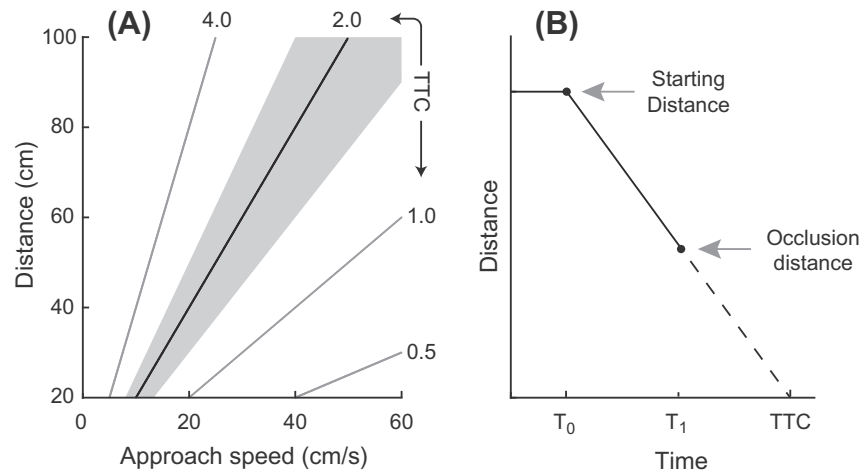 (A)
4.0
2.0
TTC
100
80
60
40
20
1.0
0.5
0
20
40
60
Distance (cm)
Approach speed (cm/s)
(B)
Starting
Distance
Occlusion
distance
Distance
T0
T1
TTC
Time